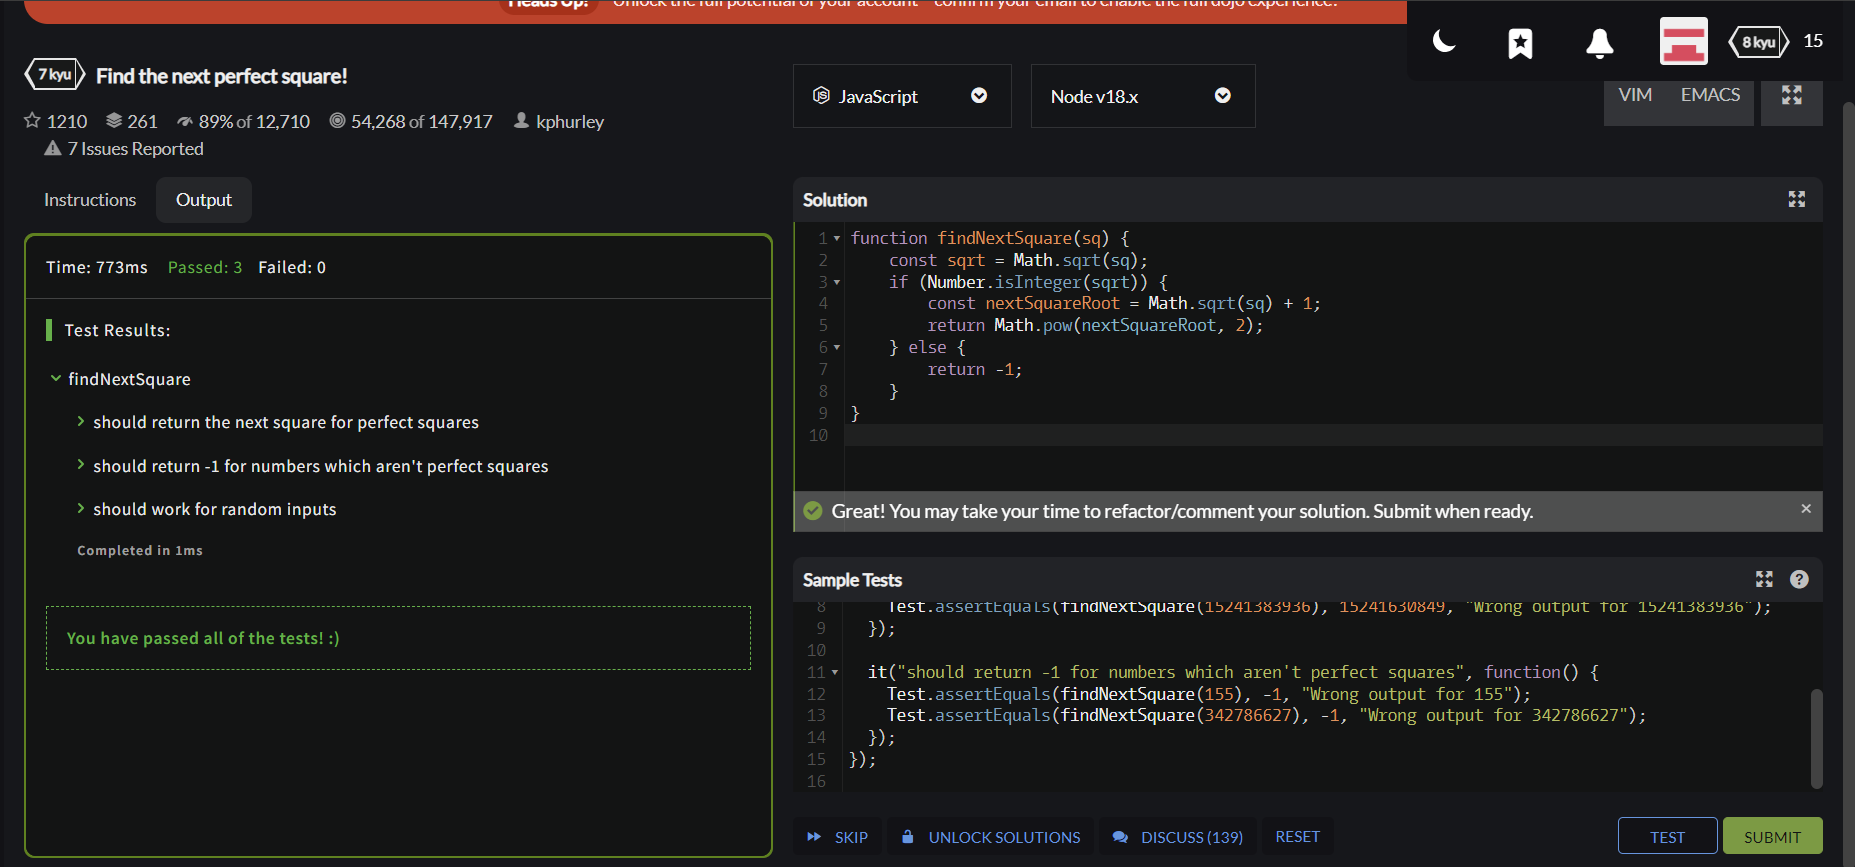 Heads Up! Unlock the full potential of your account - confirm your email to enable the full dojo experience!
8 kyu 15
7 kyu Find the next perfect square!
1210 261 89% of 12,710 54,268 of 147,917 kphurley
7 Issues Reported
JavaScript
Node v18.x
VIM EMACS
Instructions Output
Time: 773ms Passed: 3 Failed: 0
Test Results:
findNextSquare
should return the next square for perfect squares
should return -1 for numbers which aren't perfect squares
should work for random inputs
Completed in 1ms
You have passed all of the tests! :)
Solution
1 function findNextSquare(sq) {
2 const sqrt = Math.sqrt(sq);
3 if (Number.isInteger(sqrt)) {
4 const nextSquareRoot = Math.sqrt(sq) + 1;
5 return Math.pow(nextSquareRoot, 2);
6 } else {
7 return -1;
8 }
9 }
10
Great! You may take your time to refactor/comment your solution. Submit when ready.
Sample Tests
8 Test.assertEquals(findNextSquare(15241383936), 15241630849, "Wrong output for 15241383936");
9 });
10
11 it("should return -1 for numbers which aren't perfect squares", function() {
12 Test.assertEquals(findNextSquare(155), -1, "Wrong output for 155");
13 Test.assertEquals(findNextSquare(342786627), -1, "Wrong output for 342786627");
14 });
15 });
16
SKIP UNLOCK SOLUTIONS DISCUSS (139) RESET
TEST SUBMIT